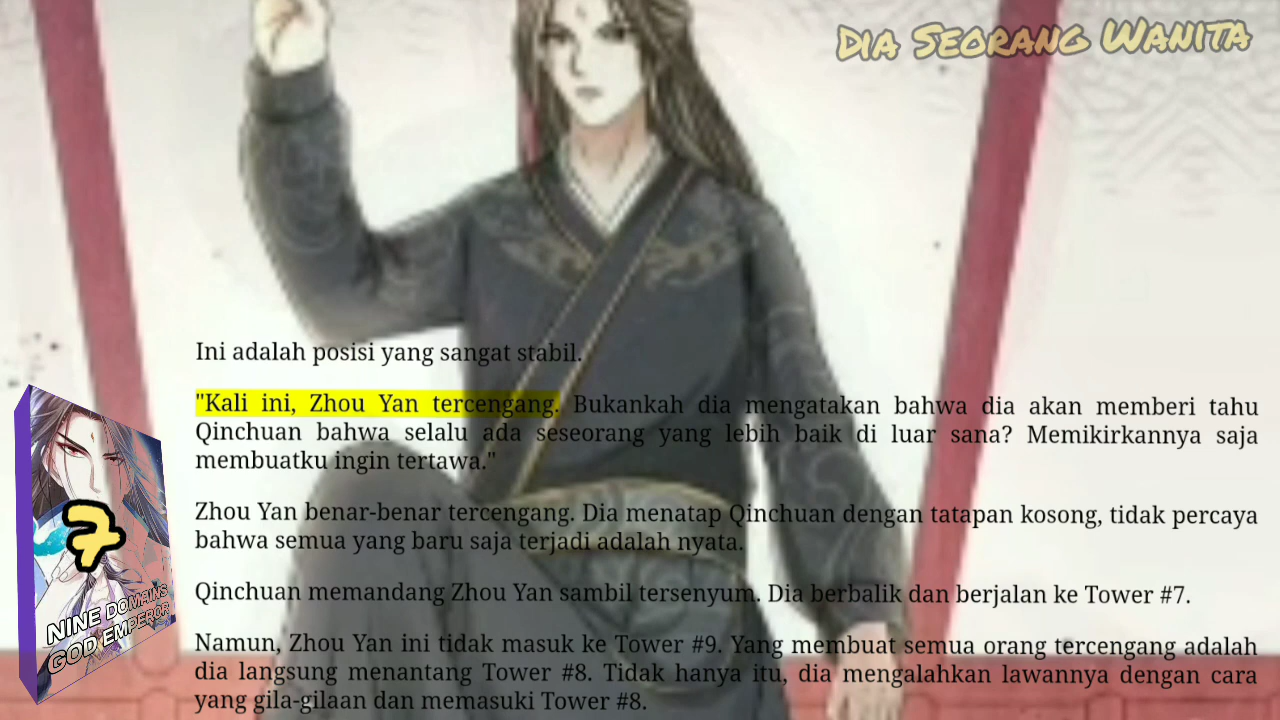 Dia Seorang Wanita
Ini adalah posisi yang sangat stabil.
"Kali ini, Zhou Yan tercengang. Bukankah dia mengatakan bahwa dia akan memberi tahu
Qinchuan bahwa selalu ada seseorang yang lebih baik di luar sana? Memikirkannya saja
membuatku ingin tertawa."
Zhou Yan benar-benar tercengang. Dia menatap Qinchuan dengan tatapan kosong, tidak percaya
bahwa semua yang baru saja terjadi adalah nyata.
Qinchuan memandang Zhou Yan sambil tersenyum. Dia berbalik dan berjalan ke Tower #7.
Namun, Zhou Yan ini tidak masuk ke Tower #9. Yang membuat semua orang tercengang adalah
dia langsung menantang Tower #8. Tidak hanya itu, dia mengalahkan lawannya dengan cara
yang gila-gilaan dan memasuki Tower #8.
7
NINE DOMAINS
GOD EMPEROR